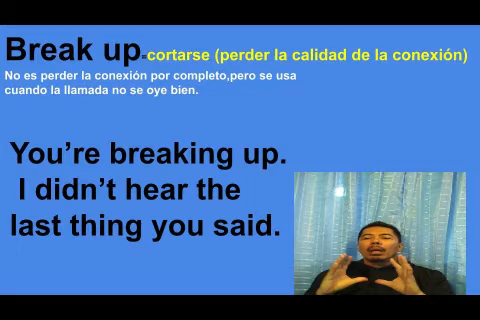 Break up=cortarse (perder la calidad de la conexión)
No es perder la conexión por completo,pero se usa
cuando la llamada no se oye bien.
You're breaking up.
I didn't hear the
last thing you said.